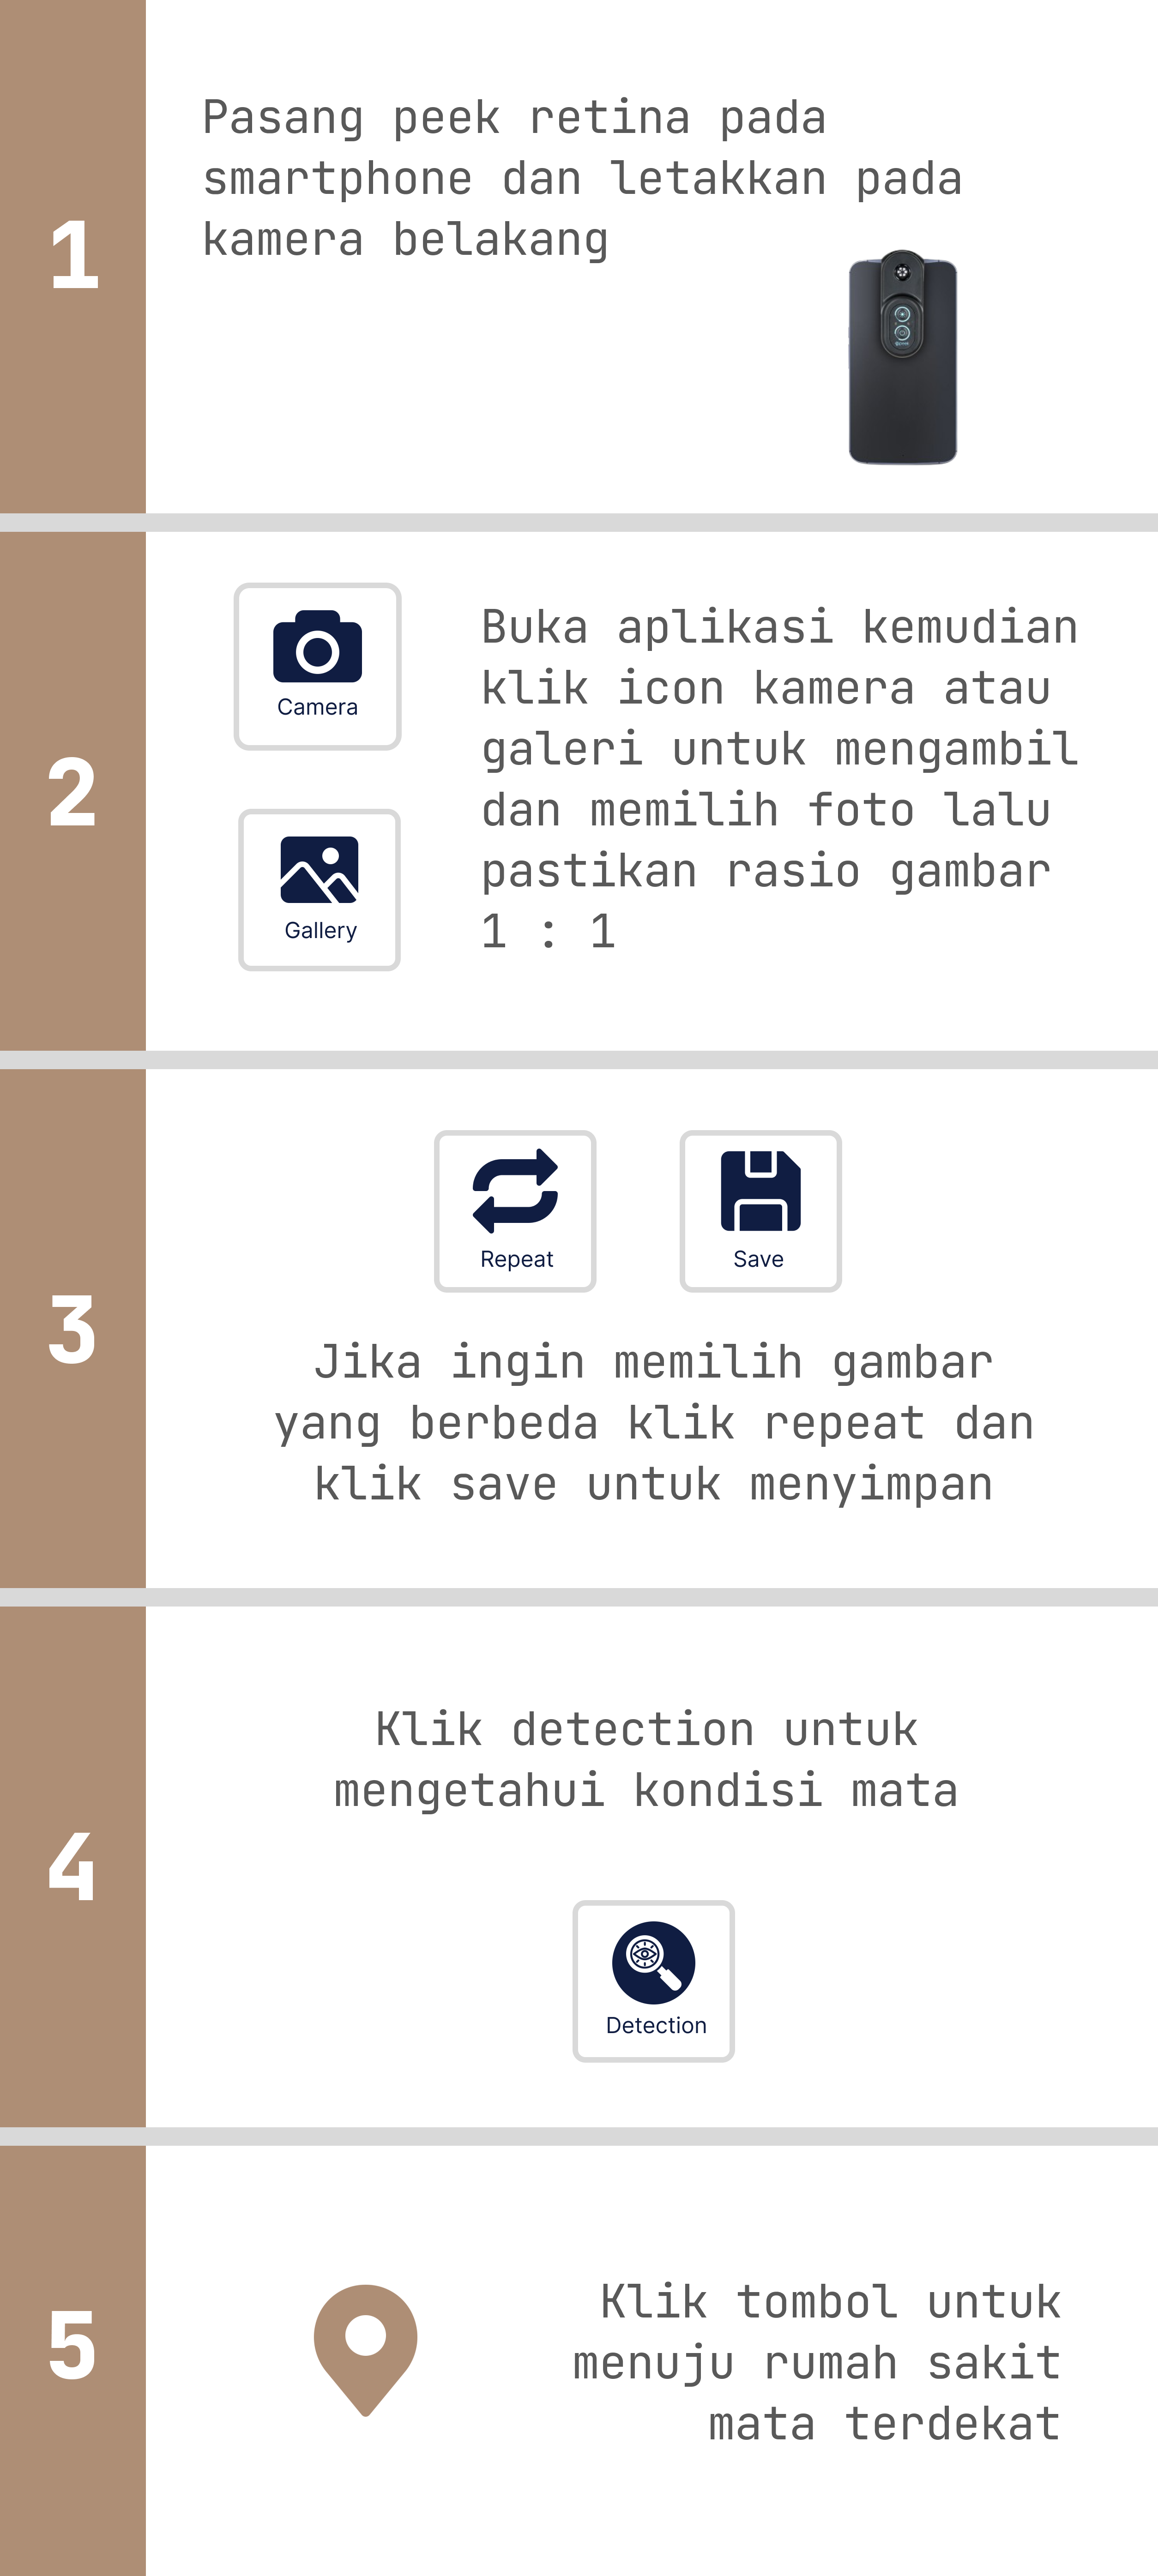 1
Pasang peek retina pada
smartphone dan letakkan pada
kamera belakang
2
Camera
Gallery
Buka aplikasi kemudian
klik icon kamera atau
galeri untuk mengambil
dan memilih foto lalu
pastikan rasio gambar
1 : 1
3
Repeat
Save
Jika ingin memilih gambar
yang berbeda klik repeat dan
klik save untuk menyimpan
4
Klik detection untuk
mengetahui kondisi mata
Detection
5
Klik tombol untuk
menuju rumah sakit
mata terdekat